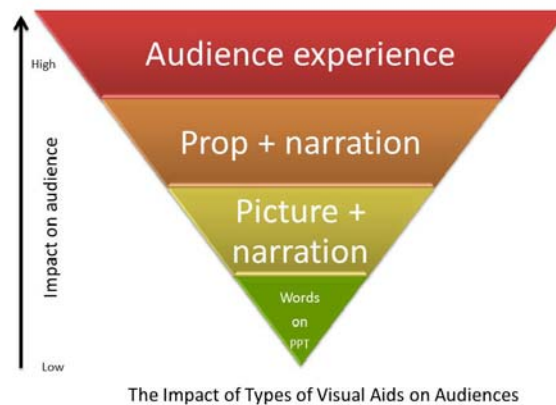 High
Audience experience
Prop + narration
Impact on audience
Picture +
narration
Words
on
PPT
Low
The Impact of Types of Visual Aids on Audiences